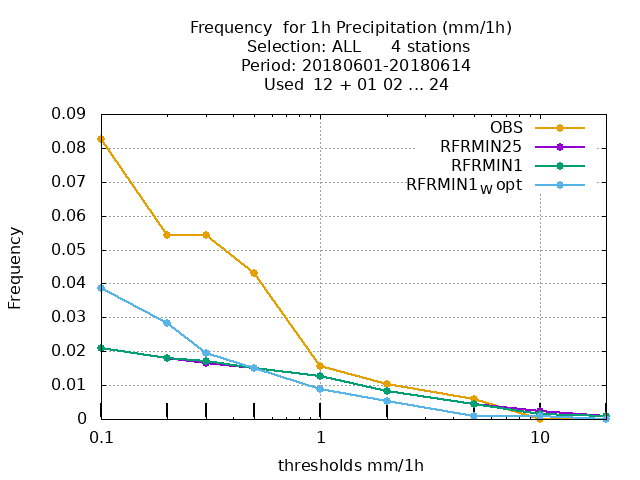 Frequency  for 1h Precipitation (mm/1h)
Selection: ALL      4 stations
Period: 20180601-20180614
Used  12 + 01 02 ... 24
0.09
0.08
0.07
0.06
0.05
0.04
0.03
0.02
0.01
0
Frequency
OBS
RFRMIN25
RFRMIN1
RFRMIN1w opt
0.1
1
10
thresholds mm/1h